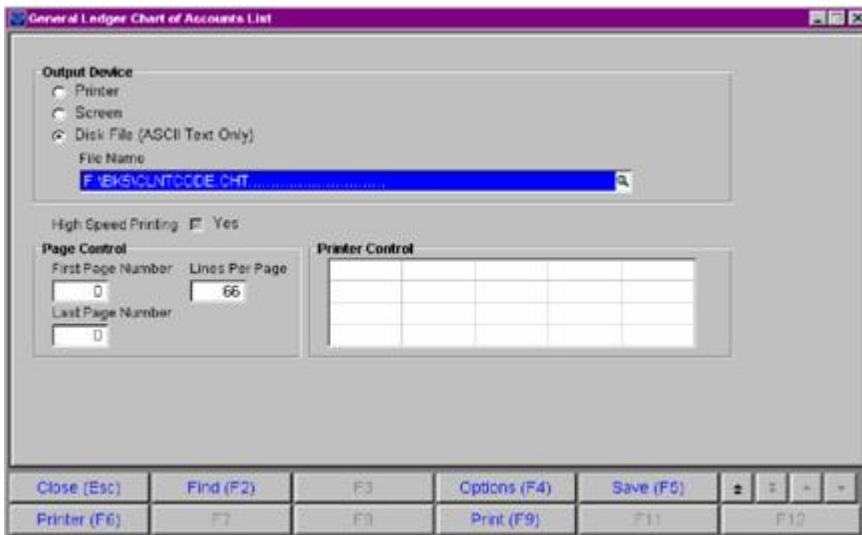 General Ledger Chart of Accounts List
Output Device
Printer
Screen
Disk File (ASCII Text Only)
File Name
F:\BKS\CLNTCODE.CHT................................
High Speed Printing Yes
Page Control
Printer Control
First Page Number Lines Per Page
0 66
Last Page Number
0
Close (Esc) Find (F2) F3 Options (F4) Save (F5)
Printer (F6) F7 F8 Print (F9) F11 F12